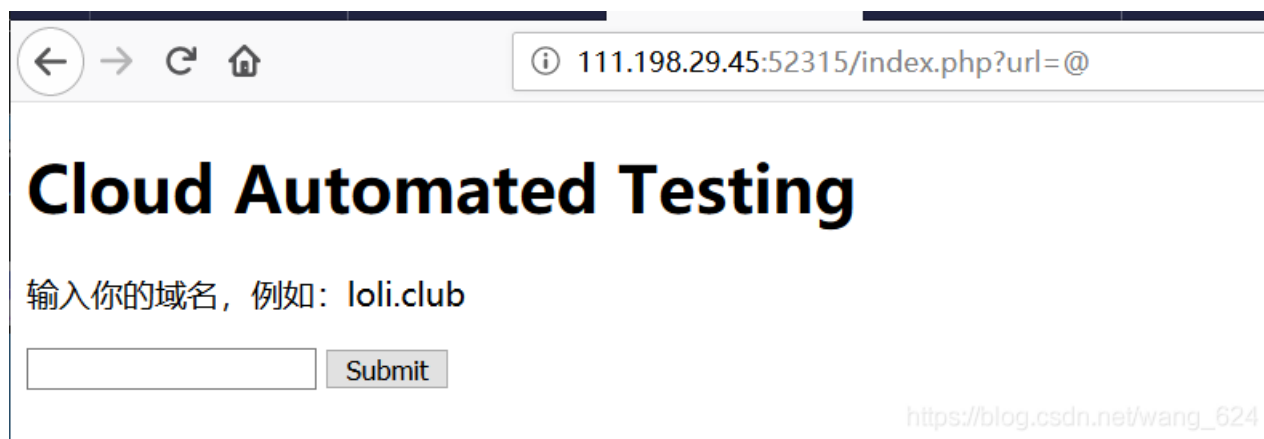 111.198.29.45:52315/index.php?url=@
Cloud Automated Testing
输入你的域名，例如：loli.club
Submit
https://blog.csdn.net/wang_624